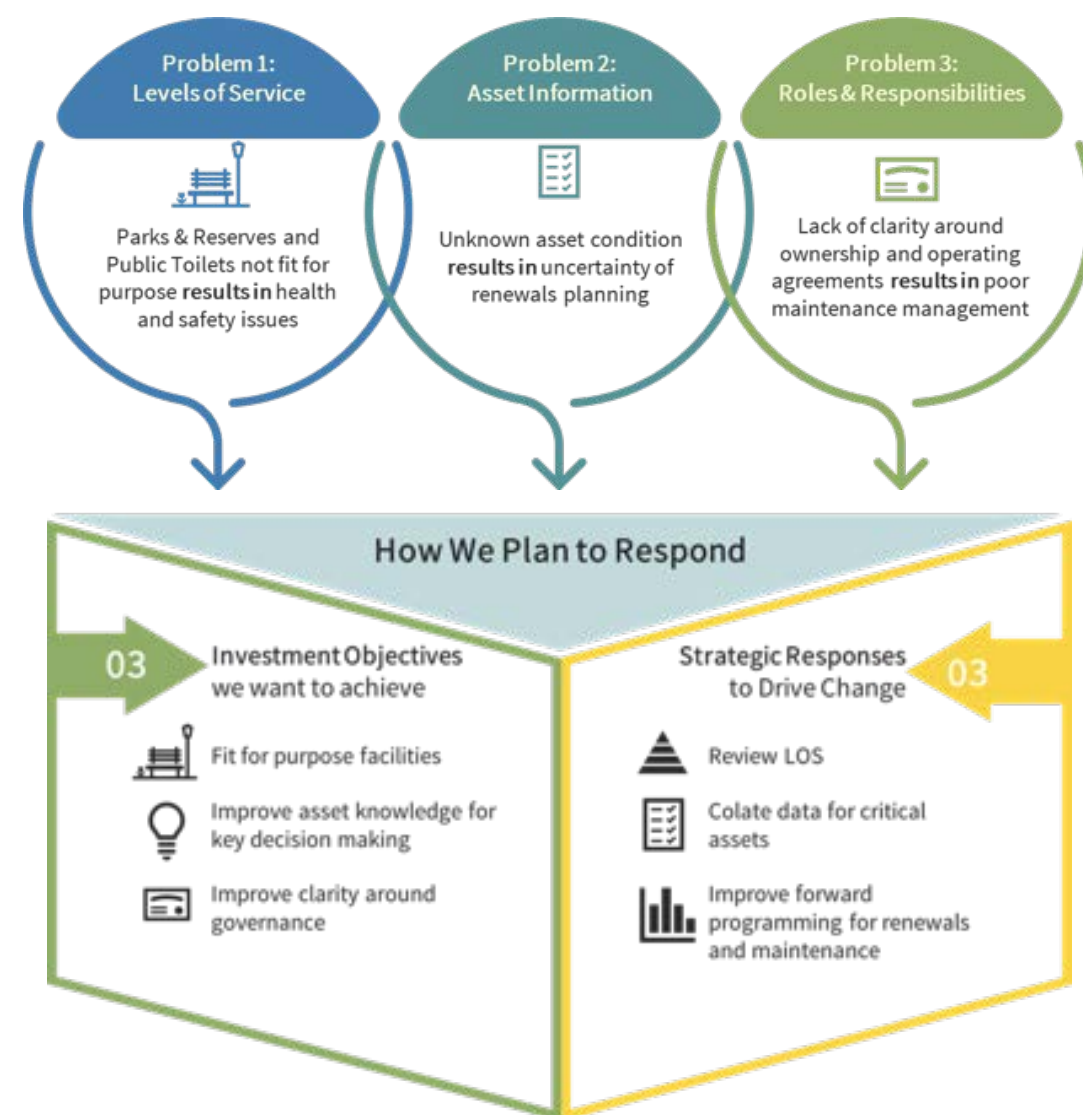 Problem 1:
Levels of Service
Parks & Reserves and
Public Toilets not fit for
purpose results in health
and safety issues
Problem 2:
Asset Information
Unknown asset condition
results in uncertainty of
renewals planning
Problem 3:
Roles & Responsibilities
Lack of clarity around
ownership and operating
agreements results in poor
maintenance management
How We Plan to Respond
03
Investment Objectives
we want to achieve
Fit for purpose facilities
Improve asset knowledge for
key decision making
Improve clarity around
governance
Strategic Responses
to Drive Change
03
Review LOS
Colate data for critical
assets
Improve forward
programming for renewals
and maintenance